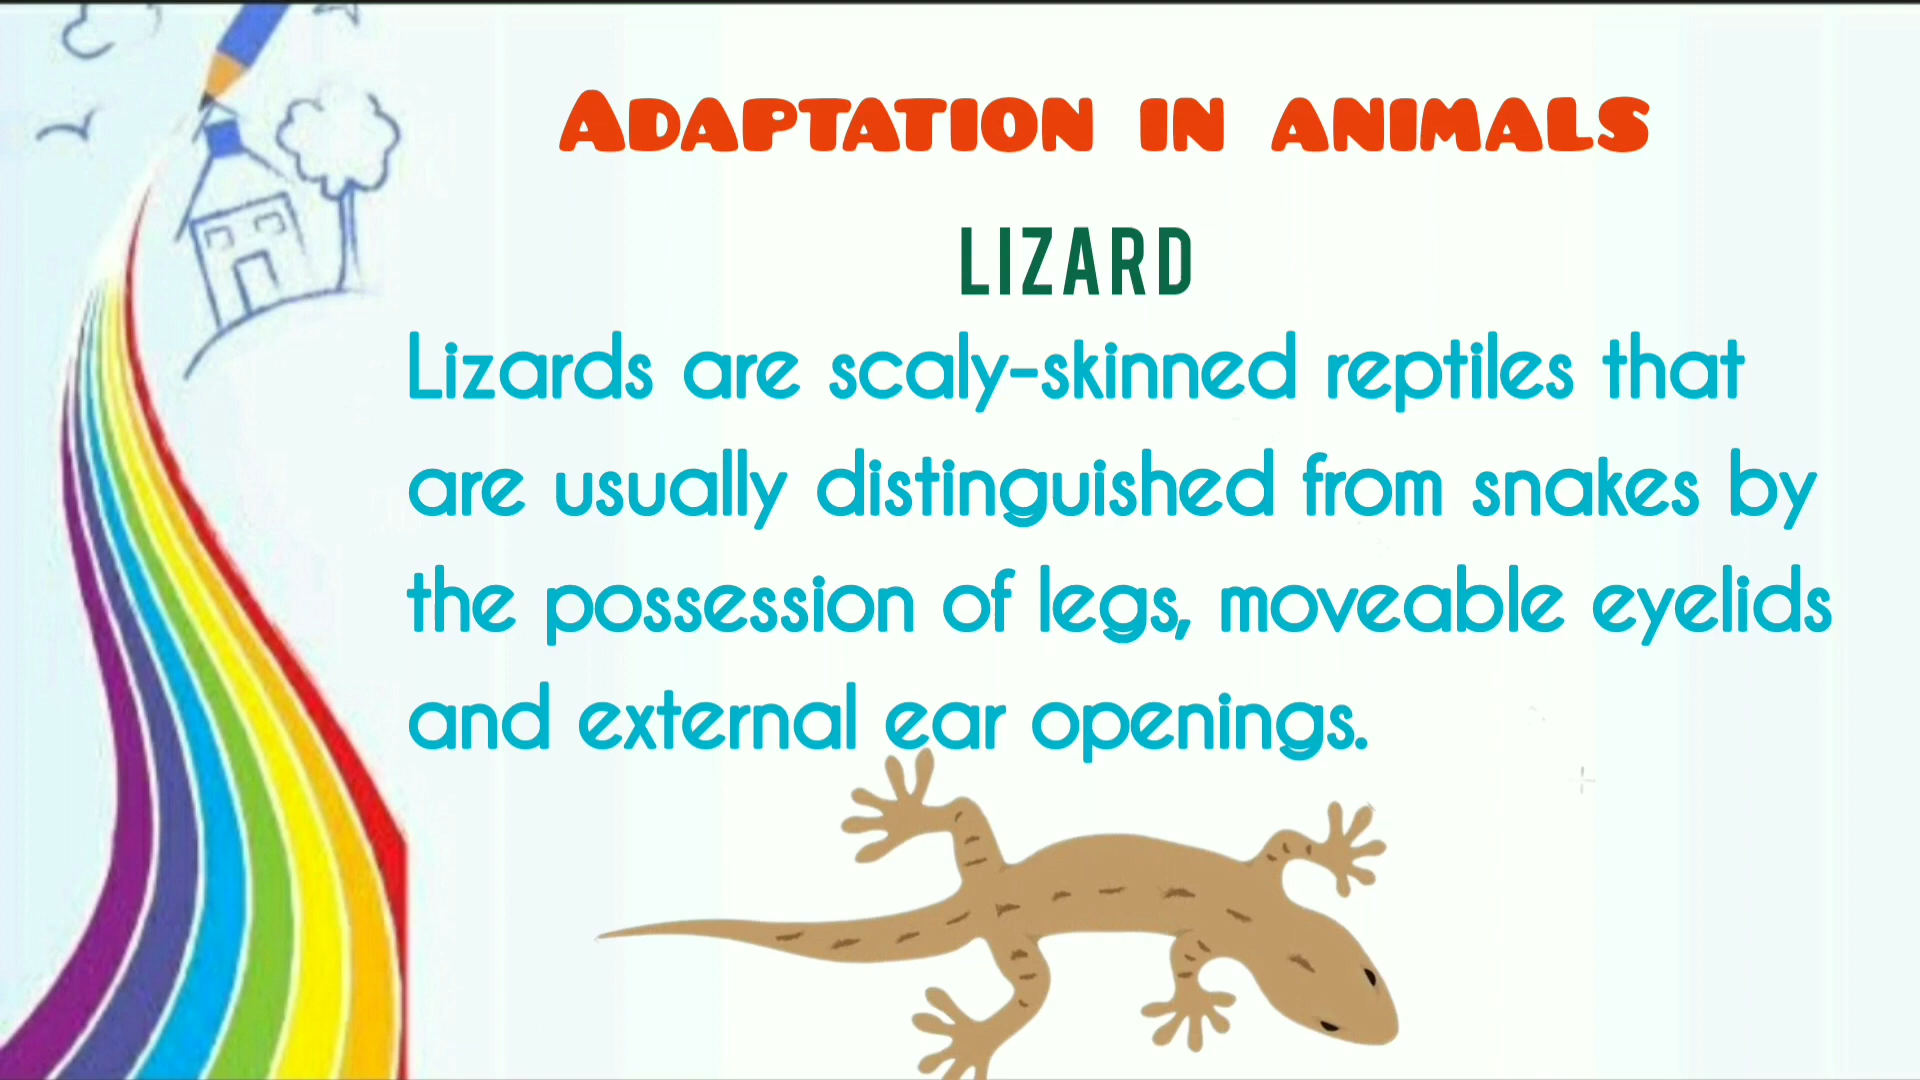 ADAPTATION IN ANIMALS
LIZARD
Lizards are scaly-skinned reptiles that
are usually distinguished from snakes by
the possession of legs, moveable eyelids
and external ear openings.